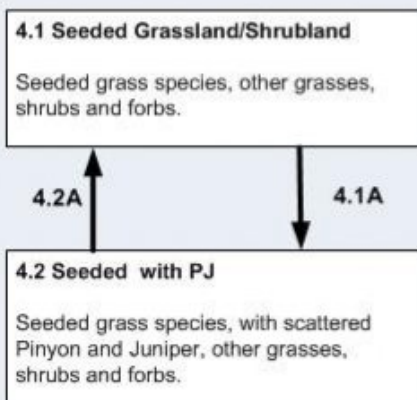 4.1 Seeded Grassland/Shrubland
Seeded grass species, other grasses,
shrubs and forbs.
4.2A
4.1A
4.2 Seeded with PJ
Seeded grass species, with scattered
Pinyon and Juniper, other grasses,
shrubs and forbs.